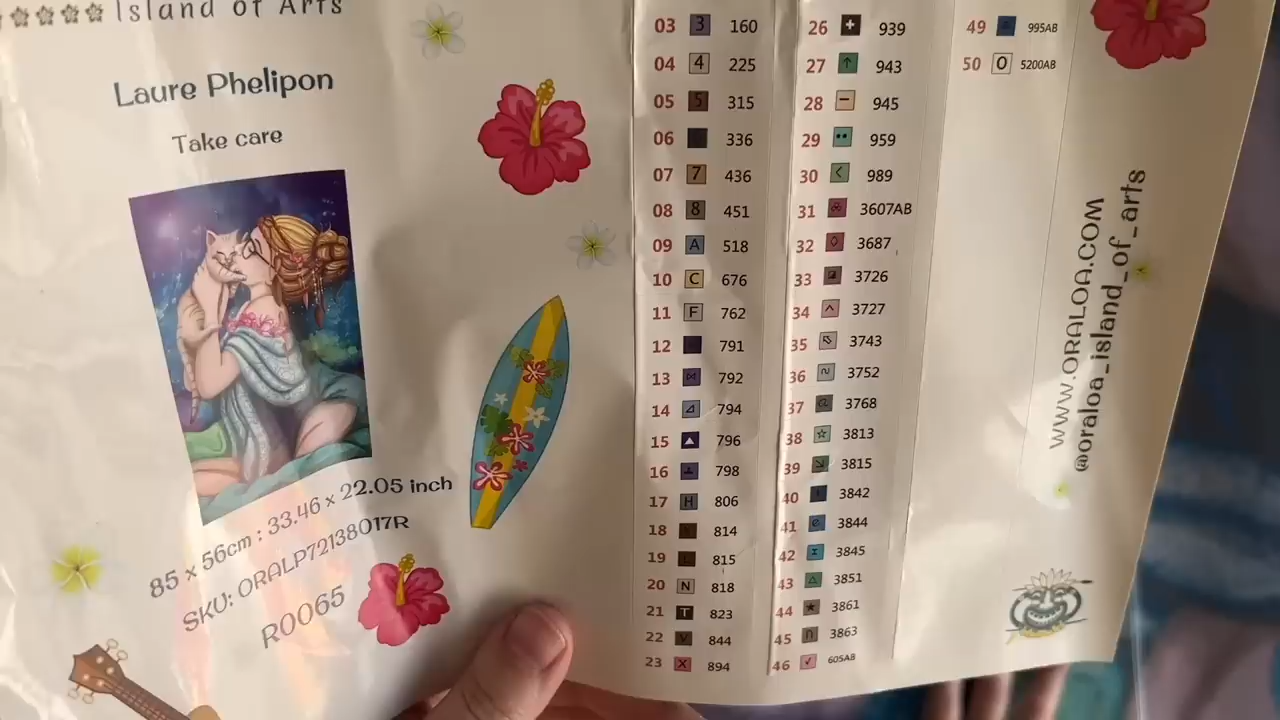 Island of Arts
Laure Phelipon
Take care
85 x 56cm : 33.46 x 22.05 inch
SKU: ORALP72138017R
R0065
03 3 160
04 4 225
05 5 315
06 336
07 7 436
08 8 451
09 A 518
10 C 676
11 F 762
12 791
13 792
14 794
15 796
16 798
17 H 806
18 814
19 L 815
20 N 818
21 T 823
22 V 844
23 X 894
26 939
27 943
28 945
29 959
30 989
31 3607AB
32 3687
33 3726
34 3727
35 3743
36 3752
37 3768
38 3813
39 3815
40 3842
41 3844
42 3845
43 3851
44 3861
45 3863
46 605AB
49 995AB
50 O 5200AB
WWW.ORALOA.COM
@oraloa_island_of_arts